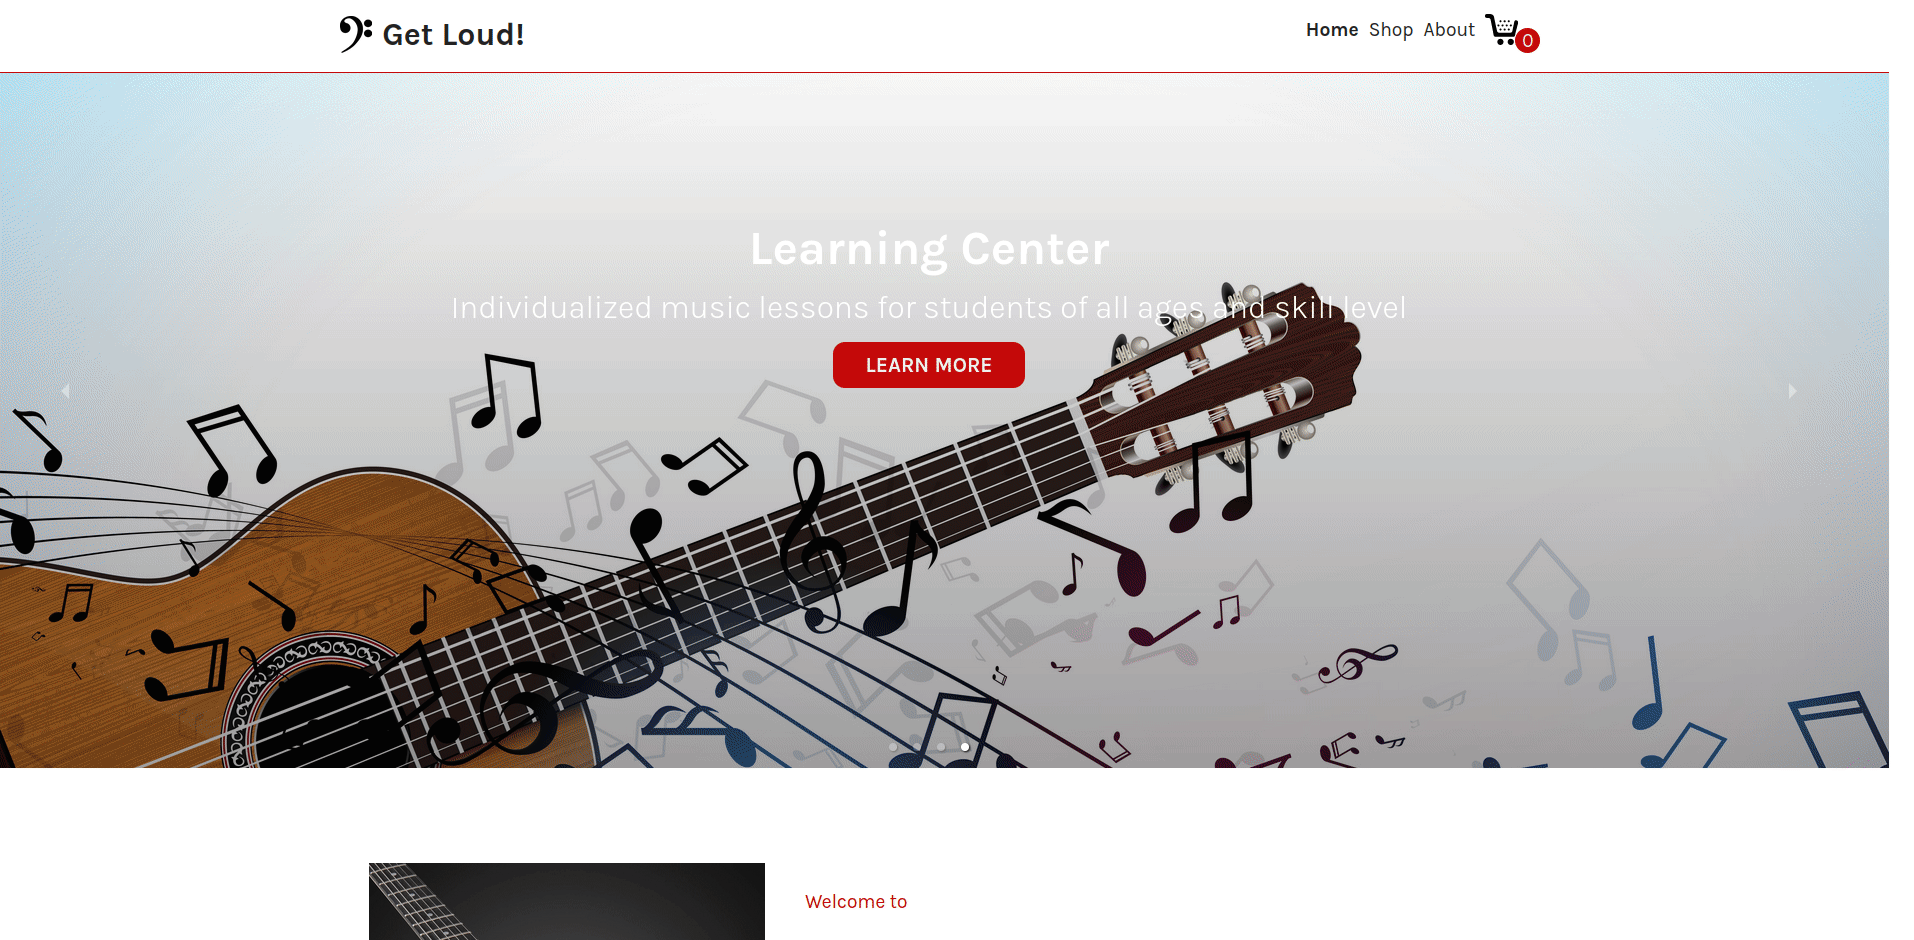 Get Loud!
Home Shop About
0
Learning Center
Individualized music lessons for students of all ages and skill level
LEARN MORE
Welcome to